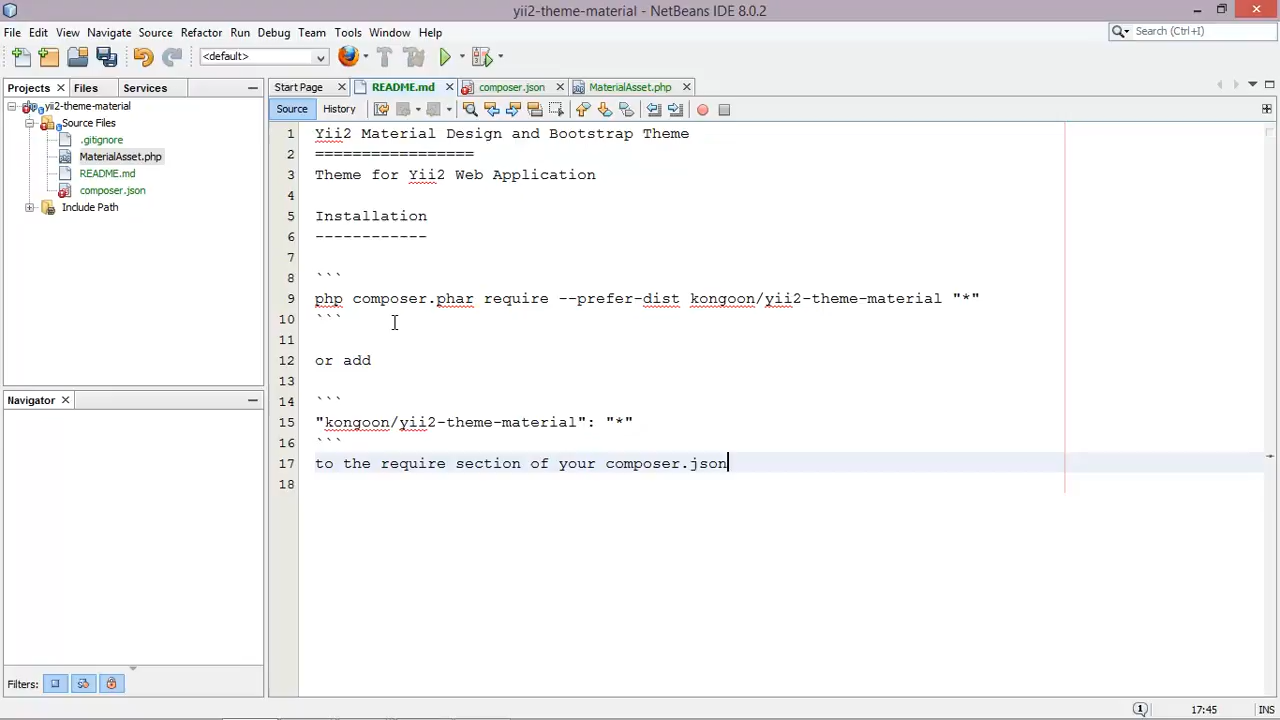 yii2-theme-material - NetBeans IDE 8.0.2
File Edit View Navigate Source Refactor Run Debug Team Tools Window Help
Search (Ctrl+I)
<default>
Projects Files Services
Start Page README.md composer.json MaterialAsset.php
yii2-theme-material
Source Files
.gitignore
MaterialAsset.php
README.md
composer.json
Include Path
Navigator
Filters:
Source History
1 Yii2 Material Design and Bootstrap Theme
2 =================
3 Theme for Yii2 Web Application
4
5 Installation
6 ------------
7
8 ```
9 php composer.phar require --prefer-dist kongoon/yii2-theme-material "*"
10 ```
11
12 or add
13
14 ```
15 "kongoon/yii2-theme-material": "*"
16 ```
17 to the require section of your composer.json
18
1 17:45 INS